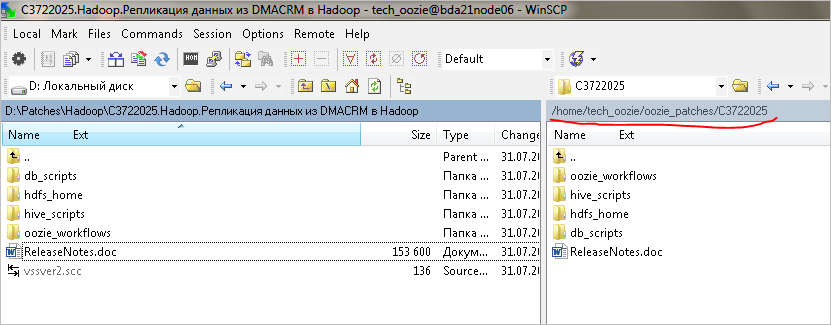 C3722025.Hadoop.Репликация данных из DMACRM в Hadoop - tech_oozie@bda21node06 - WinSCP
Local Mark Files Commands Session Options Remote Help
Default
D: Локальный диск
C3722025
D:\Patches\Hadoop\C3722025.Hadoop.Репликация данных из DMACRM в Hadoop
/home/tech_oozie/oozie_patches/C3722025
Name Ext Size Type Change
Name Ext
.. Parent ... 31.07.20
..
db_scripts Папка ... 31.07.20
oozie_workflows
hdfs_home Папка ... 31.07.20
hive_scripts
hive_scripts Папка ... 31.07.20
hdfs_home
oozie_workflows Папка ... 31.07.20
db_scripts
ReleaseNotes.doc 153 600 Докум... 31.07.20
ReleaseNotes.doc
vssver2.scc 136 Source... 31.07.20